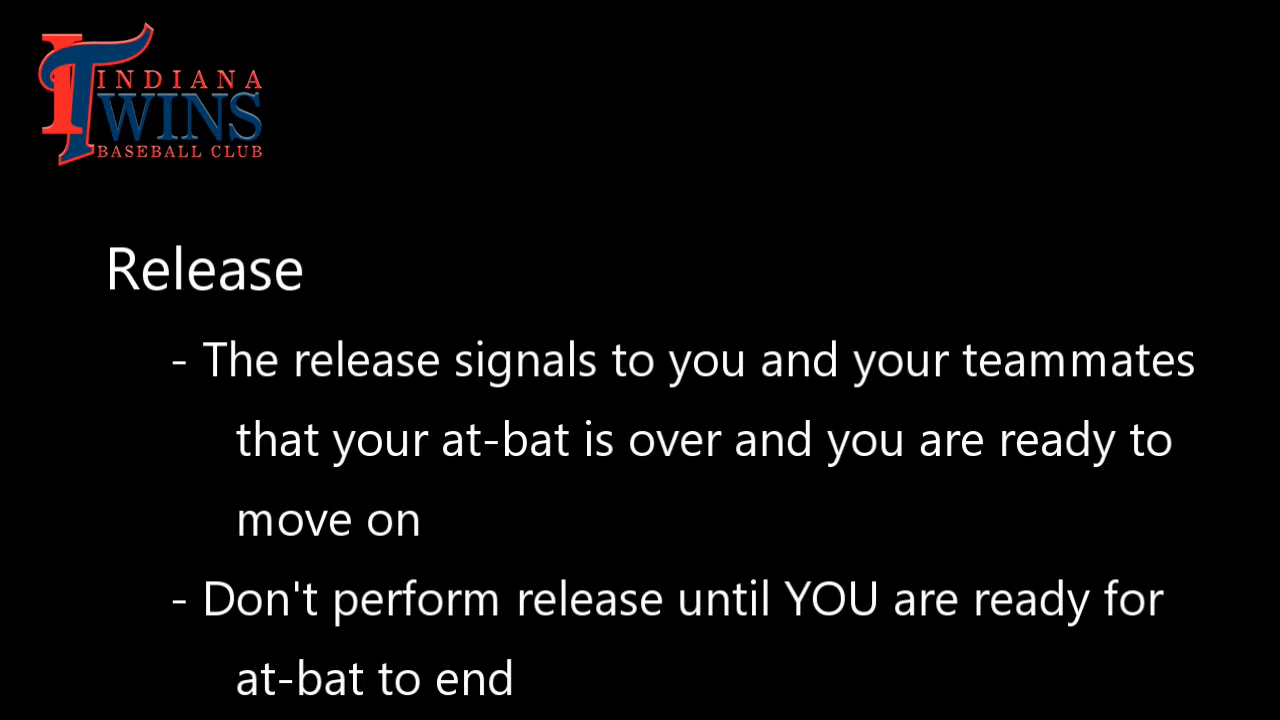 INDIANA
TWINS
BASEBALL CLUB
Release
- The release signals to you and your teammates
that your at-bat is over and you are ready to
move on
- Don't perform release until YOU are ready for
at-bat to end